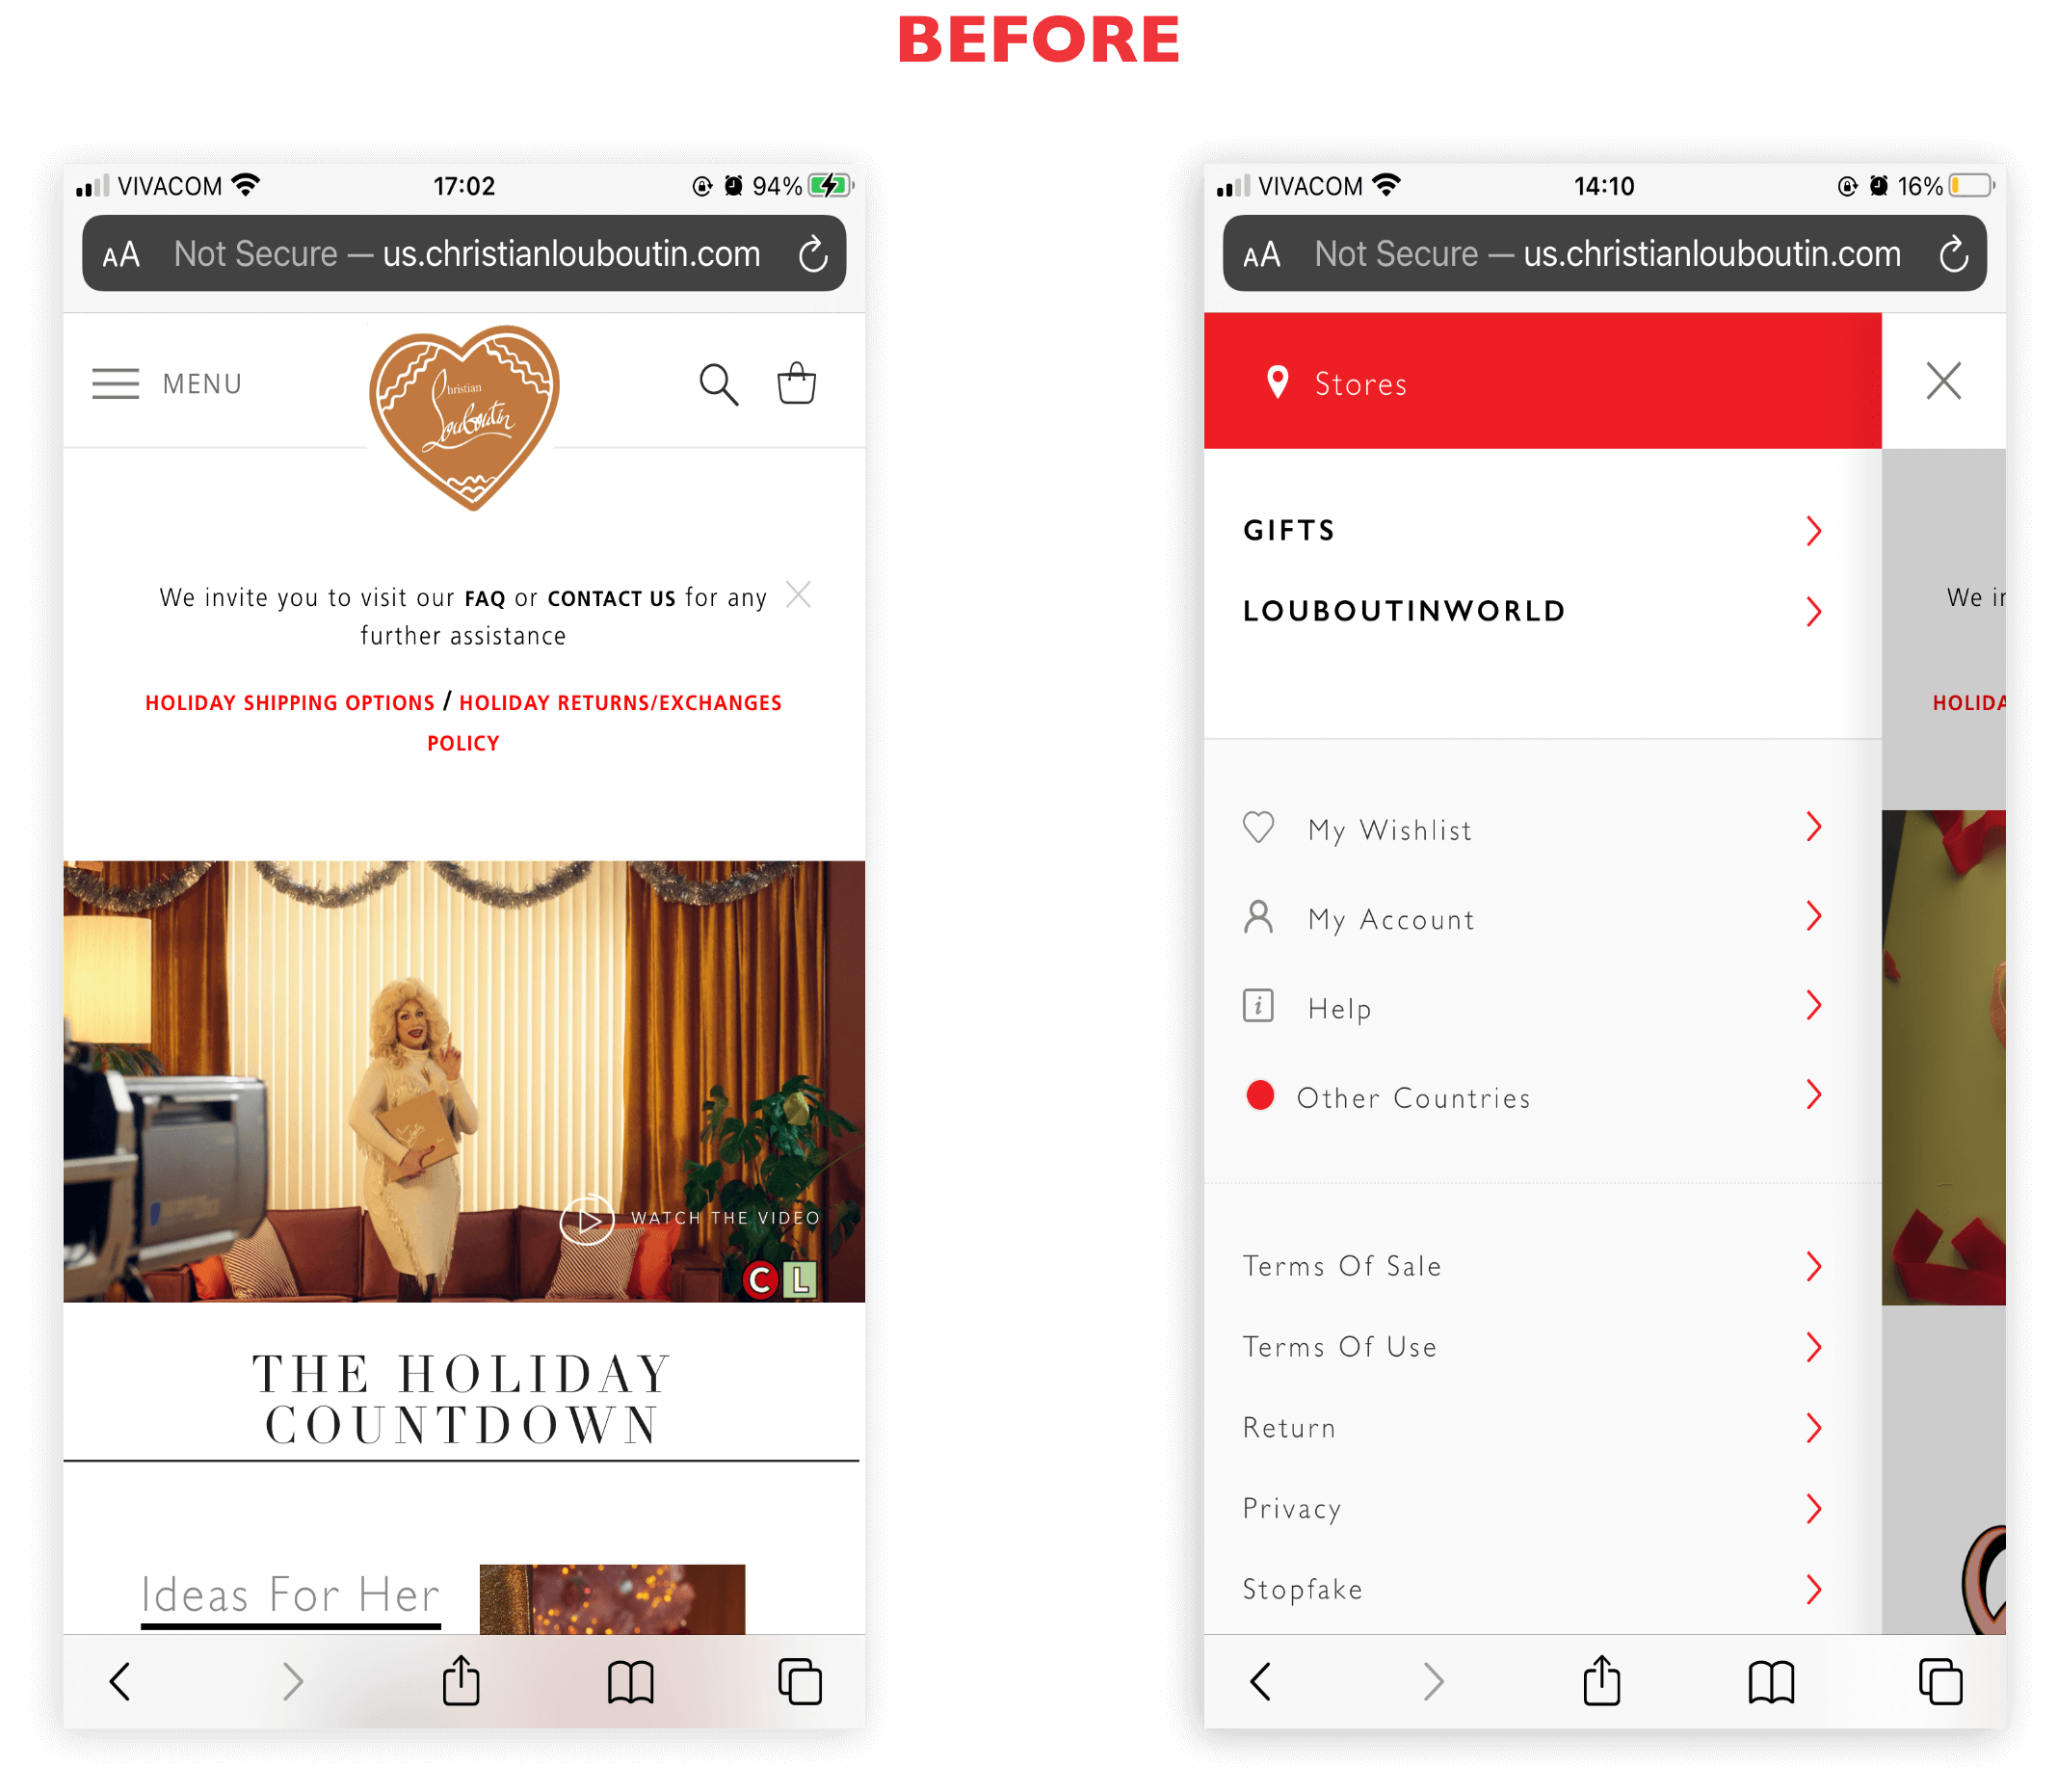 BEFORE
VIVACOM 17:02 94%
AA Not Secure — us.christianlouboutin.com
MENU
Christian
Louboutin
We invite you to visit our FAQ or CONTACT US for any
further assistance
HOLIDAY SHIPPING OPTIONS / HOLIDAY RETURNS/EXCHANGES
POLICY
WATCH THE VIDEO
C L
THE HOLIDAY
COUNTDOWN
Ideas For Her
VIVACOM 14:10 16%
AA Not Secure — us.christianlouboutin.com
Stores
GIFTS
LOUBOUTINWORLD
We in
HOLIDA
My Wishlist
My Account
i Help
Other Countries
Terms Of Sale
Terms Of Use
Return
Privacy
Stopfake